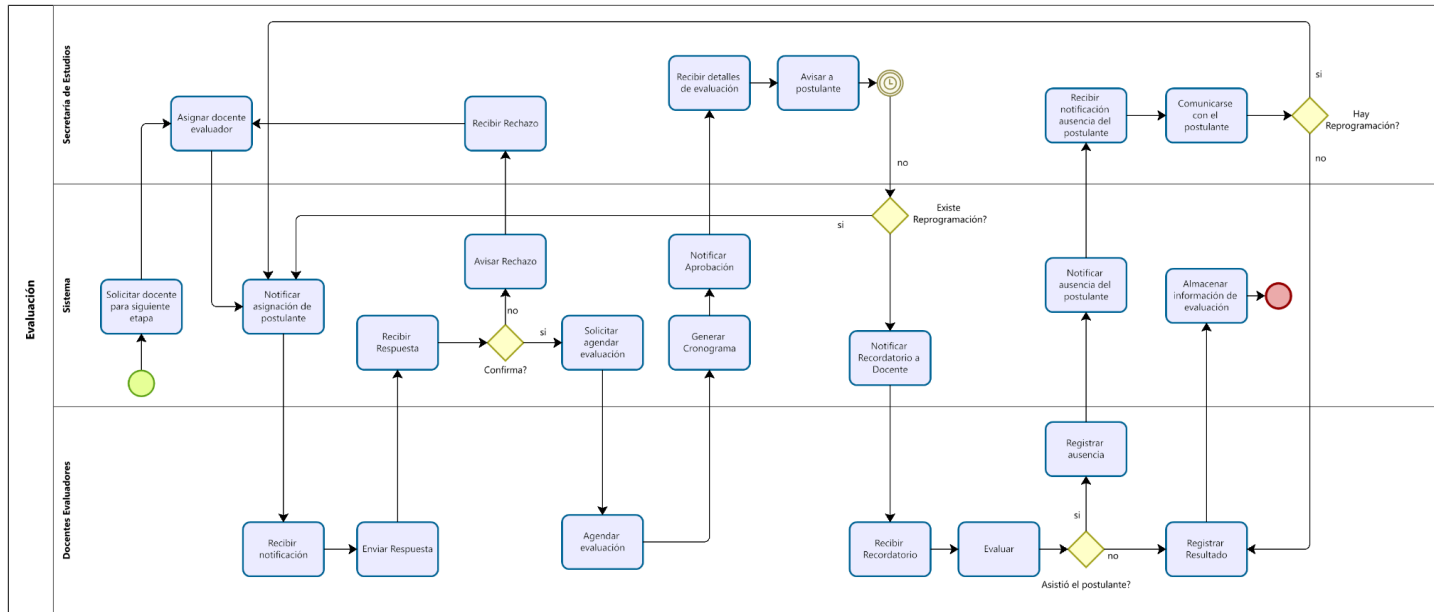 Evaluación
Secretaria de Estudios
Asignar docente
evaluador
Recibir Rechazo
Recibir detalles
de evaluación
Avisar a
postulante
no
Recibir
notificación
ausencia del
postulante
Comunicarse
con el
postulante
si
Hay
Reprogramación?
no
Sistema
Solicitar docente
para siguiente
etapa
Notificar
asignación de
postulante
Recibir
Respuesta
Avisar Rechazo
no
Confirma?
si
Solicitar
agendar
evaluación
Notificar
Aprobación
Generar
Cronograma
si
Existe
Reprogramación?
Notificar
Recordatorio a
Docente
Notificar
ausencia del
postulante
Almacenar
información de
evaluación
Docentes Evaluadores
Recibir
notificación
Enviar Respuesta
Agendar
evaluación
Recibir
Recordatorio
Evaluar
Registrar
ausencia
si
no
Asistió el postulante?
Registrar
Resultado